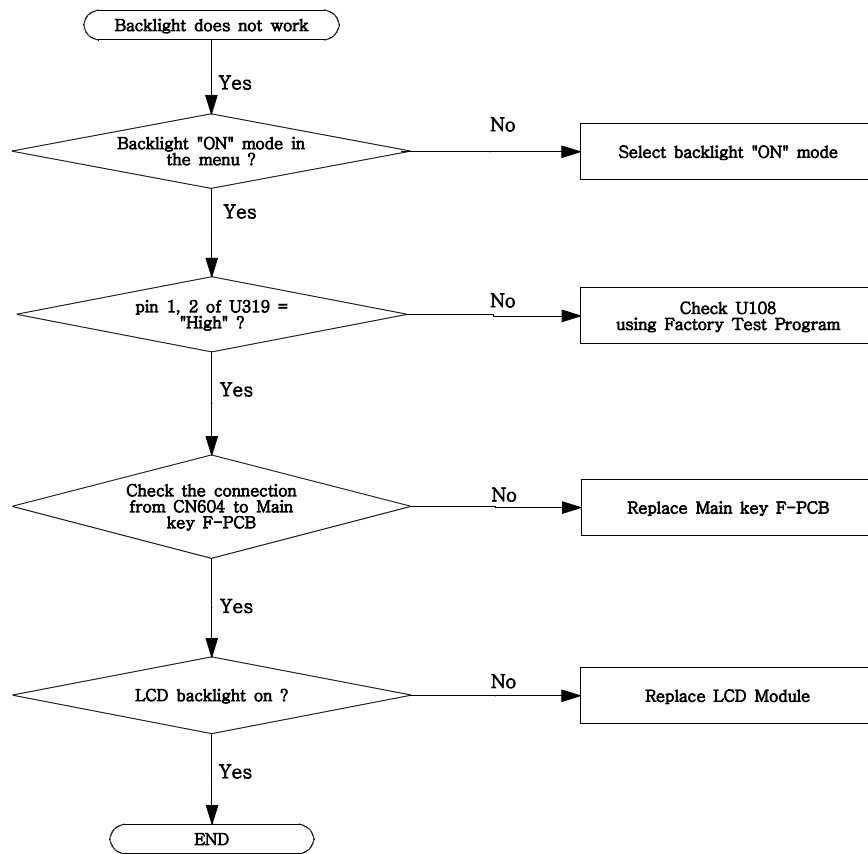 Backlight does not work
Yes
Backlight "ON" mode in
the menu ?
No
Select backlight "ON" mode
Yes
pin 1, 2 of U319 =
"High" ?
No
Check U108
using Factory Test Program
Yes
Check the connection
from CN604 to Main
key F-PCB
No
Replace Main key F-PCB
Yes
LCD backlight on ?
No
Replace LCD Module
Yes
END